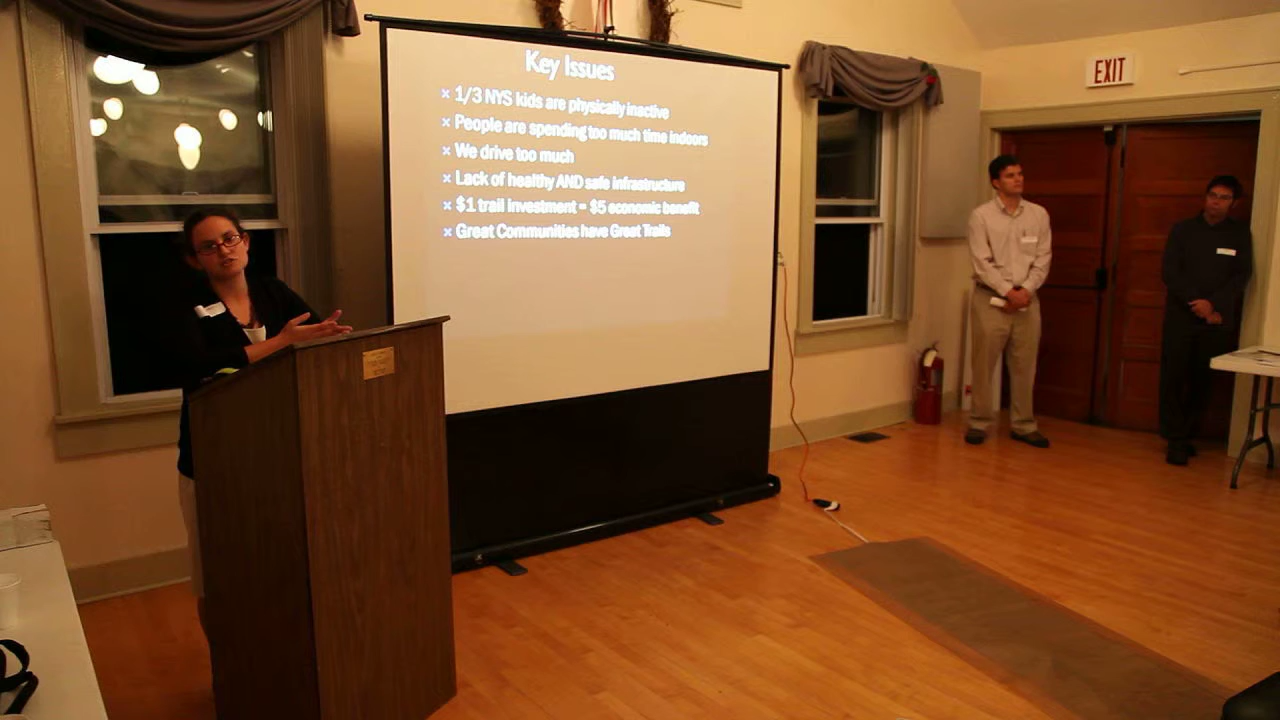 Key Issues
× 1/3 NYS kids are physically inactive
× People are spending too much time indoors
× We drive too much
× Lack of healthy AND safe infrastructure
× $1 trail investment = $5 economic benefit
× Great Communities have Great Trails
EXIT